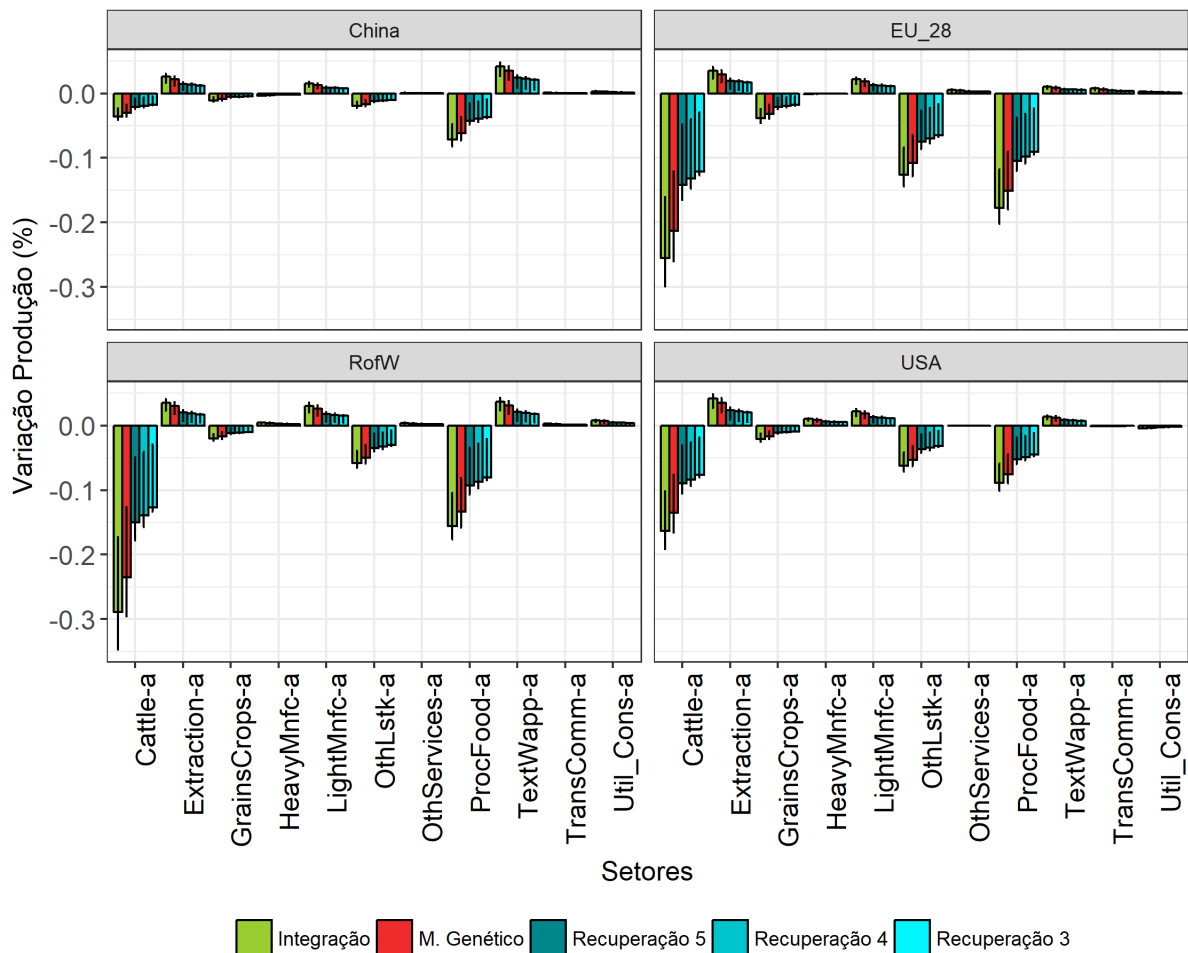 China
EU_28
0.0
-0.1
-0.2
-0.3
RofW
USA
0.0
-0.1
-0.2
-0.3
Variação Produção (%)
Cattle-a
Extraction-a
GrainsCrops-a
HeavyMnfc-a
LightMnfc-a
OthLstk-a
OthServices-a
ProcFood-a
TextWapp-a
TransComm-a
Util_Cons-a
Cattle-a
Extraction-a
GrainsCrops-a
HeavyMnfc-a
LightMnfc-a
OthLstk-a
OthServices-a
ProcFood-a
TextWapp-a
TransComm-a
Util_Cons-a
Setores
Integração M. Genético Recuperação 5 Recuperação 4 Recuperação 3